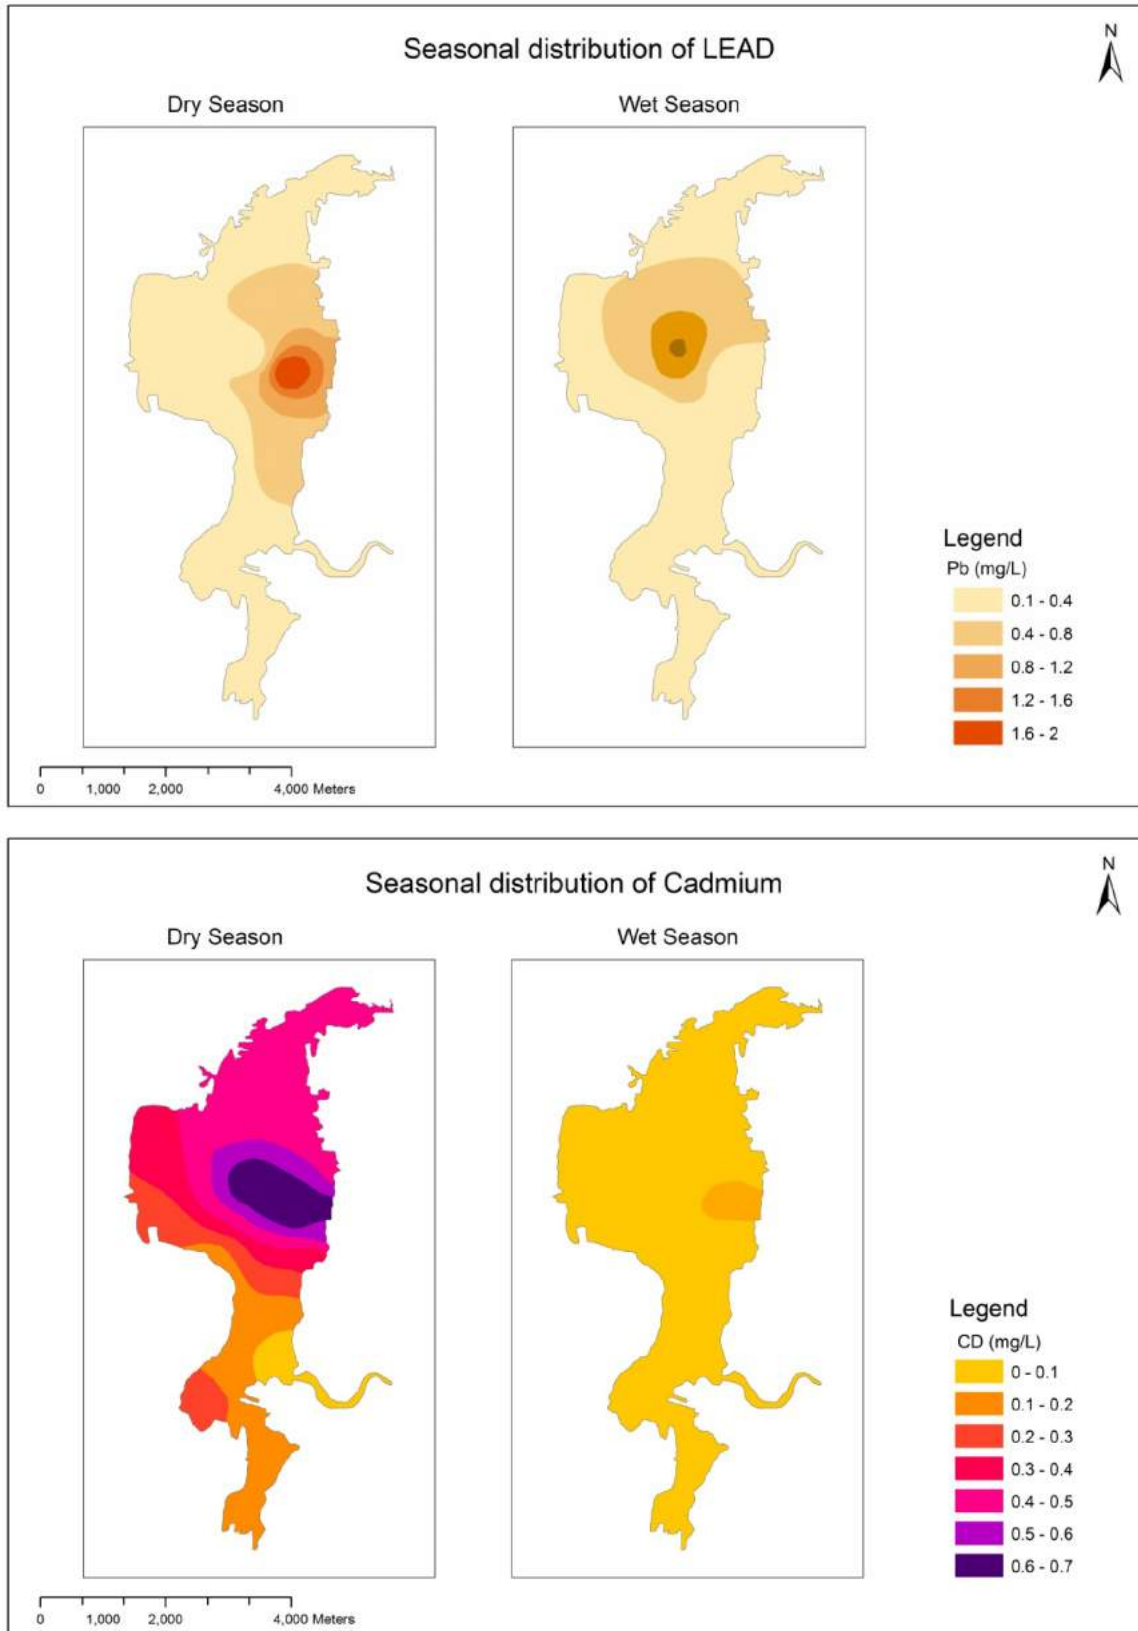 Seasonal distribution of LEAD
N
Dry Season
Wet Season
Legend
Pb (mg/L)
0.1 - 0.4
0.4 - 0.8
0.8 - 1.2
1.2 - 1.6
1.6 - 2
0 1,000 2,000 4,000 Meters
Seasonal distribution of Cadmium
N
Dry Season
Wet Season
Legend
CD (mg/L)
0 - 0.1
0.1 - 0.2
0.2 - 0.3
0.3 - 0.4
0.4 - 0.5
0.5 - 0.6
0.6 - 0.7
0 1,000 2,000 4,000 Meters